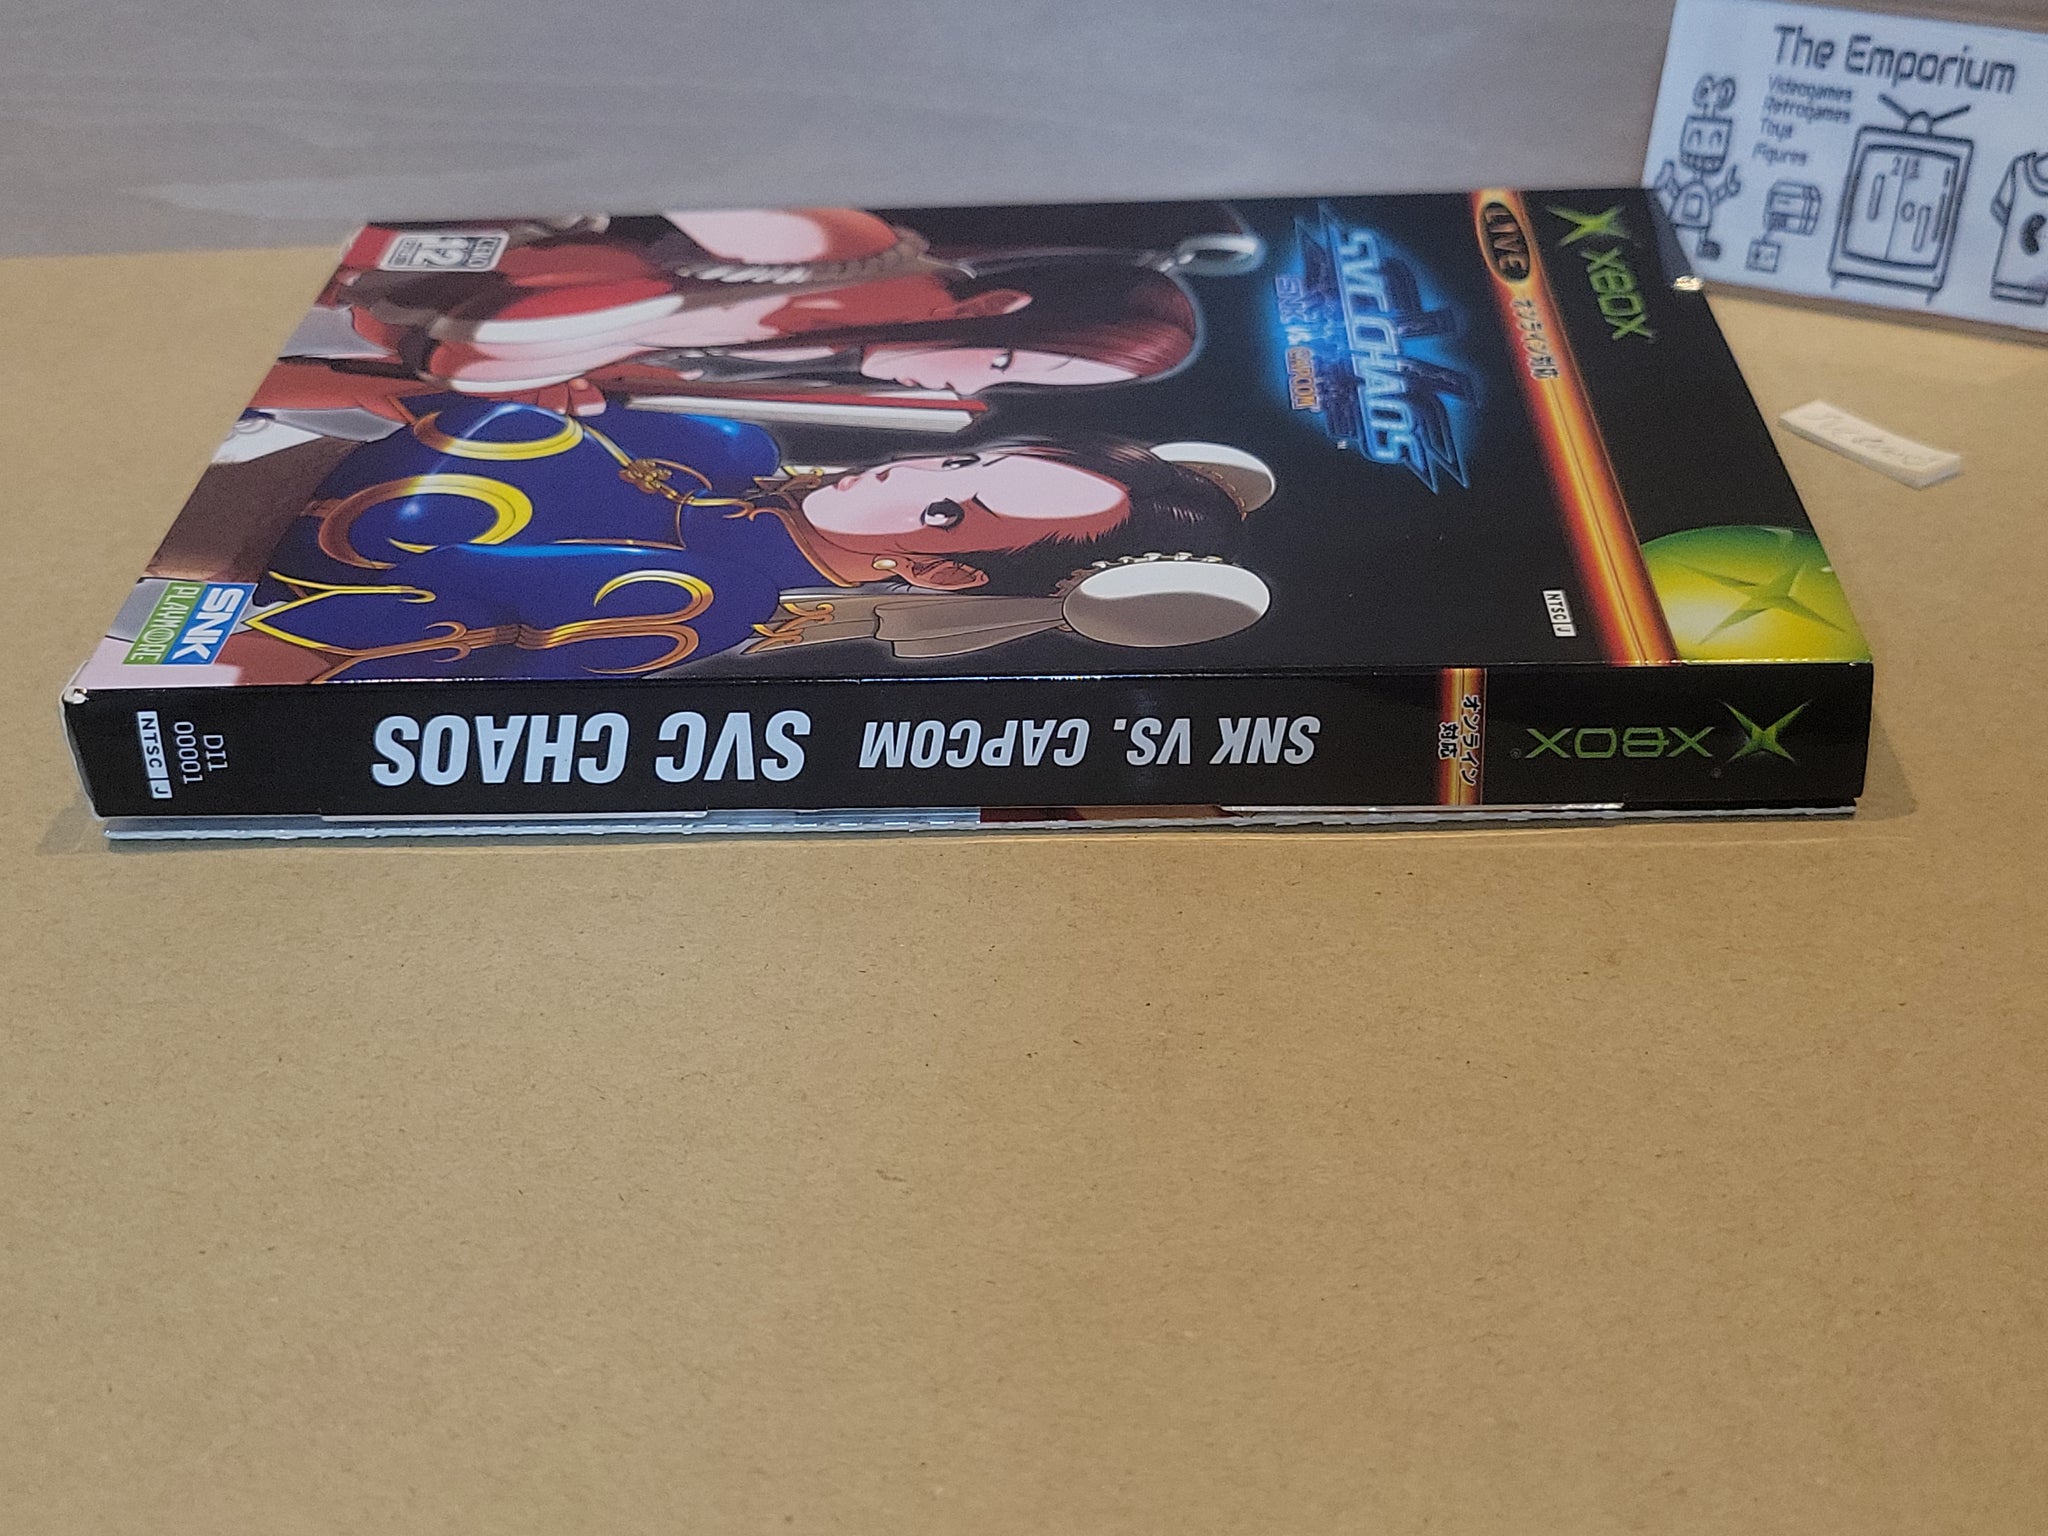 The Emporium
Videogames
Retrogames
Toys
Figures
XBOX
LIVE オンライン対応
SVC CHAOS
SNK VS. CAPCOM
NTSC J
CERO
12
SNK
PLAYMORE
XBOX
オンライン
対応
SNK VS. CAPCOM
SVC CHAOS
D11
00001
NTSC J